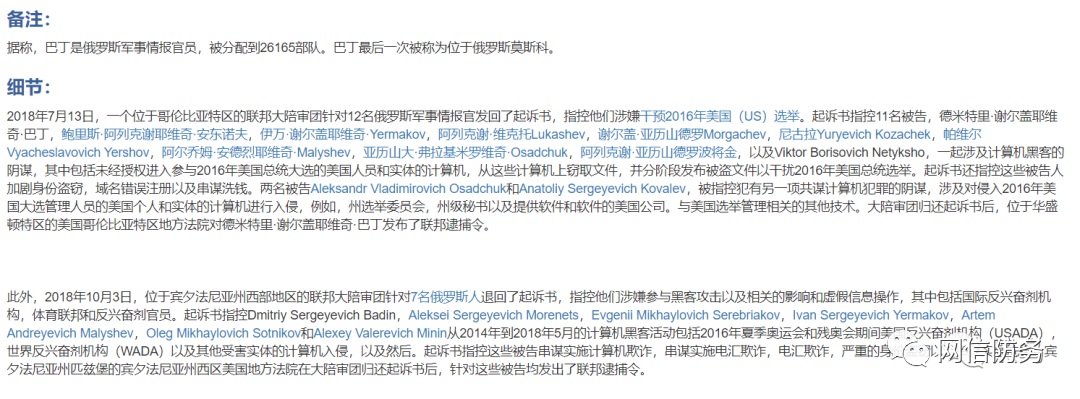 备注：
据称，巴丁是俄罗斯军事情报官员，被分配到26165部队。巴丁最后一次被称为位于俄罗斯莫斯科。
细节：
2018年7月13日，一个位于哥伦比亚特区的联邦大陪审团针对12名俄罗斯军事情报官发回了起诉书，指控他们涉嫌干预2016年美国（US）选举。起诉书指控11名被告，德米特里·谢尔盖耶维
奇·巴丁，鲍里斯·阿列克谢耶维奇·安东诺夫，伊万·谢尔盖耶维奇·Yermakov，阿列克谢·维克托Lukashev，谢尔盖·亚历山德罗Morgachev，尼古拉Yuryevich Kozachek，帕维尔
Vyacheslavovich Yershov，阿尔乔姆·安德烈耶维奇·Malyshev，亚历山大·弗拉基米罗维奇·Osadchuk，阿列克谢·亚历山德罗波将金，以及Viktor Borisovich Netyksho，一起涉及计算机黑客的
阴谋，其中包括未经授权进入参与2016年美国总统大选的美国人员和实体的计算机，从这些计算机上窃取文件，并分阶段发布被盗文件以干扰2016年美国总统选举。起诉书还指控这些被告人
加剧身份盗窃，域名错误注册以及串谋洗钱。两名被告Aleksandr Vladimirovich Osadchuk和Anatoliy Sergeyevich Kovalev，被指控犯有另一项共谋计算机犯罪的阴谋，涉及对侵入2016年美
国大选管理人员的美国个人和实体的计算机进行入侵，例如，州选举委员会，州级秘书以及提供软件和软件的美国公司。与美国选举管理相关的其他技术。大陪审团归还起诉书后，位于华盛
顿特区的美国哥伦比亚特区地方法院对德米特里·谢尔盖耶维奇·巴丁发布了联邦逮捕令。
此外，2018年10月3日，位于宾夕法尼亚州西部地区的联邦大陪审团针对7名俄罗斯人退回了起诉书，指控他们涉嫌参与黑客攻击以及相关的影响和虚假信息操作，其中包括国际反兴奋剂机
构，体育联邦和反兴奋剂官员。起诉书指控Dmitriy Sergeyevich Badin，Aleksei Sergeyevich Morenets，Evgenii Mikhaylovich Serebriakov，Ivan Sergeyevich Yermakov，Artem
Andreyevich Malyshev，Oleg Mikhaylovich Sotnikov和Alexey Valerevich Minin从2014年到2018年5月的计算机黑客活动包括2016年夏季奥运会和残奥会期间美国反兴奋剂机构（USADA），
世界反兴奋剂机构（WADA）以及其他受害实体的计算机入侵，以及然后。起诉书指控这些被告串谋实施计算机欺诈，串谋实施电汇欺诈，电汇欺诈，严重的身 宾
夕法尼亚州匹兹堡的宾夕法尼亚州西区美国地方法院在大陪审团归还起诉书后，针对这些被告均发出了联邦逮捕令。
网信防务